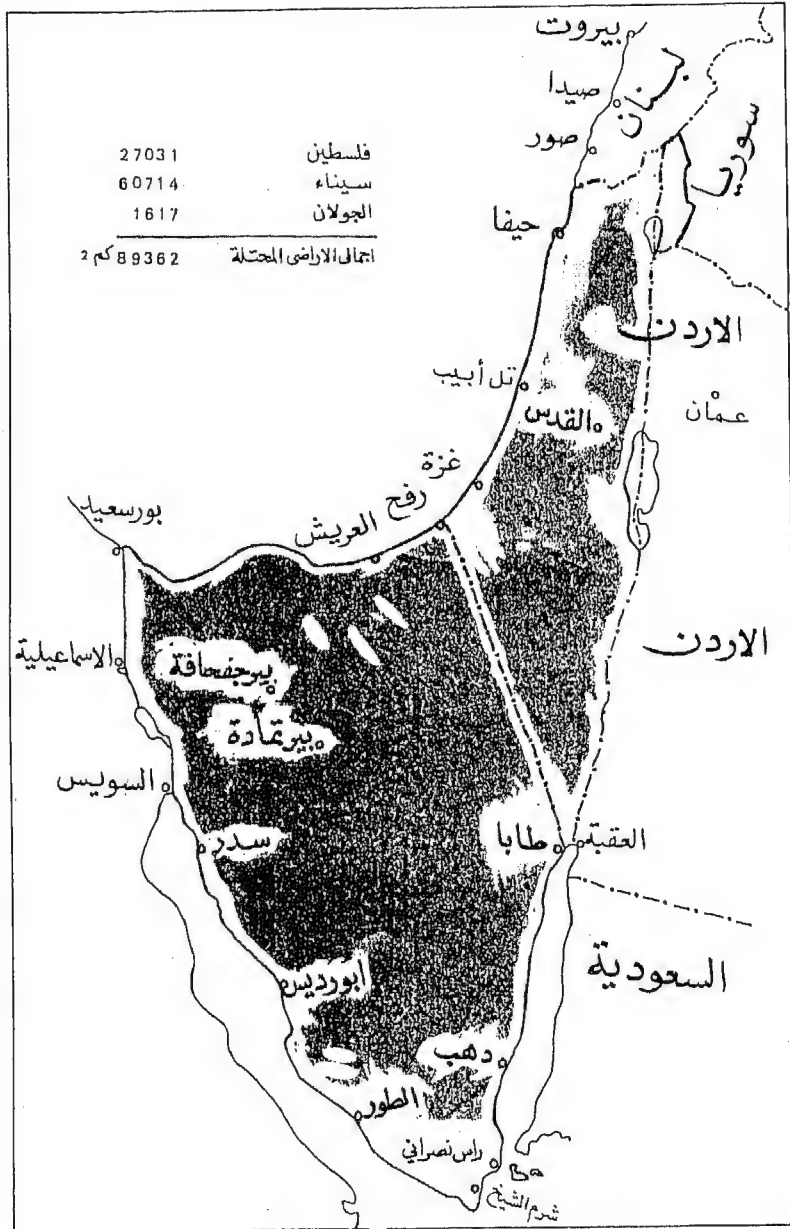 بيروت
لبنان
صيدا
سوريا
صور
فلسطين 27031
سيناء 60714
الجولان 1617
اجمالى الاراضى المحتلة 89362 كم 2
حيفا
الاردن
تل أبيب
القدس
عمان
غزة
رفح
العريش
بورسعيد
الاردن
الاسماعيلية
بيرجفجافة
بيرتمادة
السويس
سدر
طابا
العقبة
السعودية
ابورديس
دهب
الطور
راس نصراني
شرم الشيخ